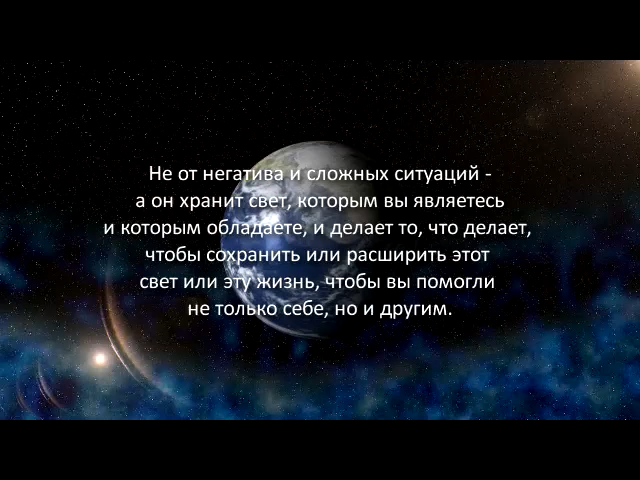 Не от негатива и сложных ситуаций -
а он хранит свет, которым вы являетесь
и которым обладаете, и делает то, что делает,
чтобы сохранить или расширить этот
свет или эту жизнь, чтобы вы помогли
не только себе, но и другим.